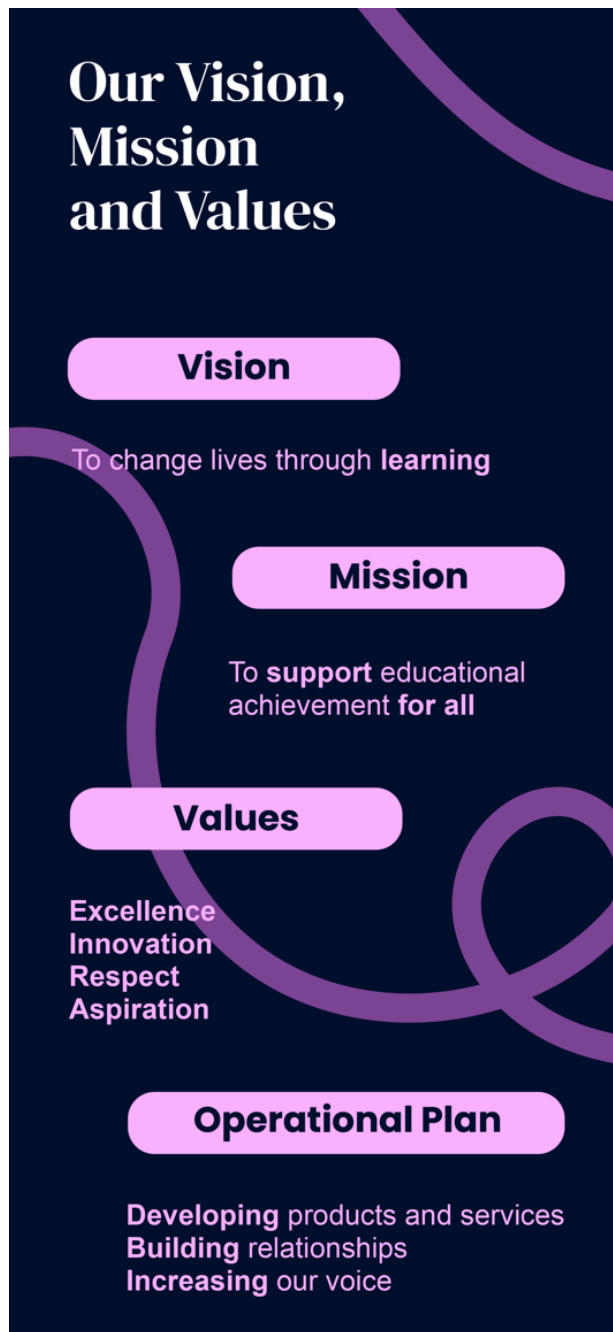 Our Vision,
Mission
and Values
Vision
To change lives through learning
Mission
To support educational
achievement for all
Values
Excellence
Innovation
Respect
Aspiration
Operational Plan
Developing products and services
Building relationships
Increasing our voice